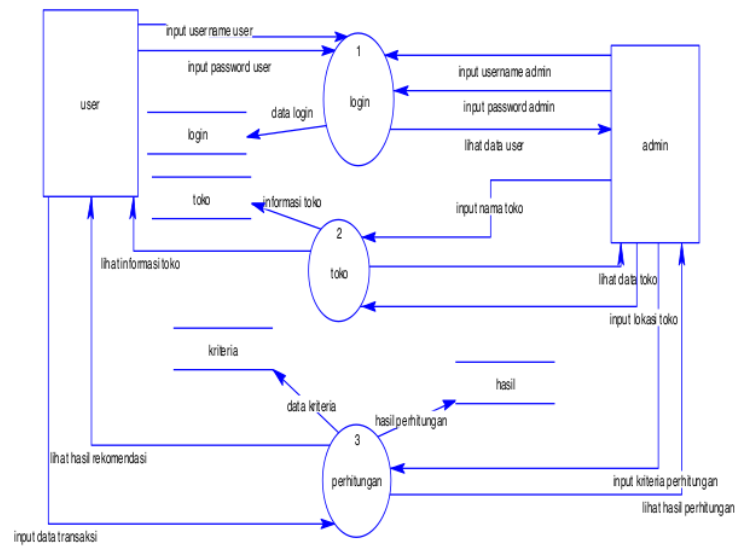 input username user
1
input password user
input username admin
user
login
data login
input password admin
login
lihat data user
admin
toko
informasi toko
input nama toko
2
lihat informasi toko
toko
lihat data toko
input lokasi toko
kriteria
hasil
data kriteria
hasil perhitungan
3
lihat hasil rekomendasi
perhitungan
input kriteria perhitungan
lihat hasil perhitungan
input data transaksi